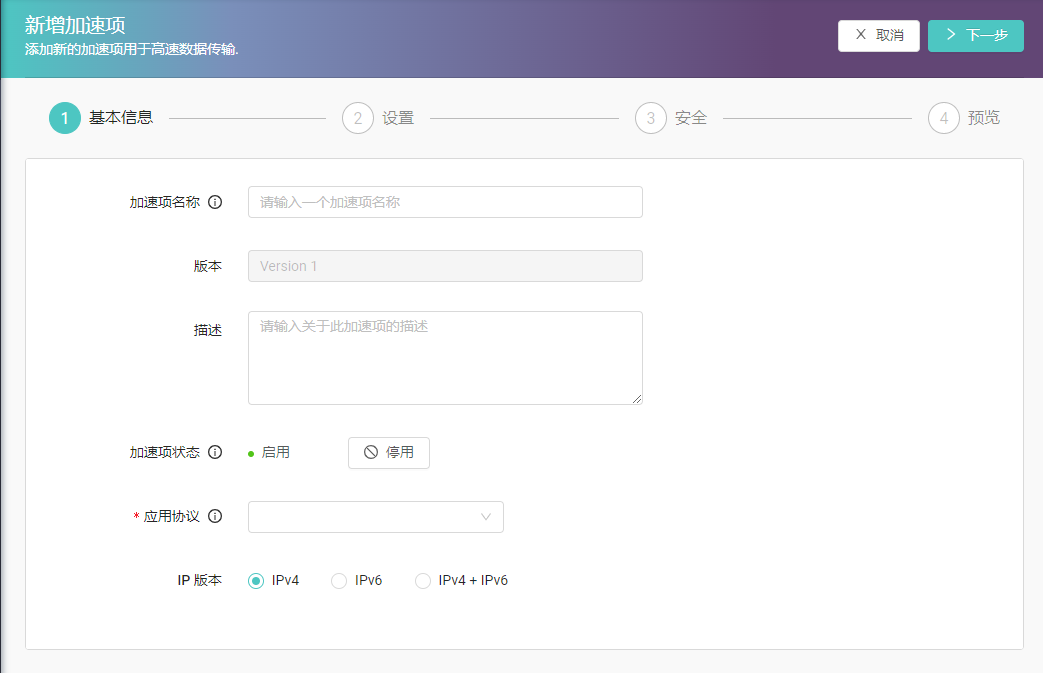 新增加速项
添加新的加速项用于高速数据传输.
取消
下一步
1 基本信息
2 设置
3 安全
4 预览
加速项名称
请输入一个加速项名称
版本
Version 1
描述
请输入关于此加速项的描述
加速项状态
启用
停用
* 应用协议
IP 版本
IPv4
IPv6
IPv4 + IPv6